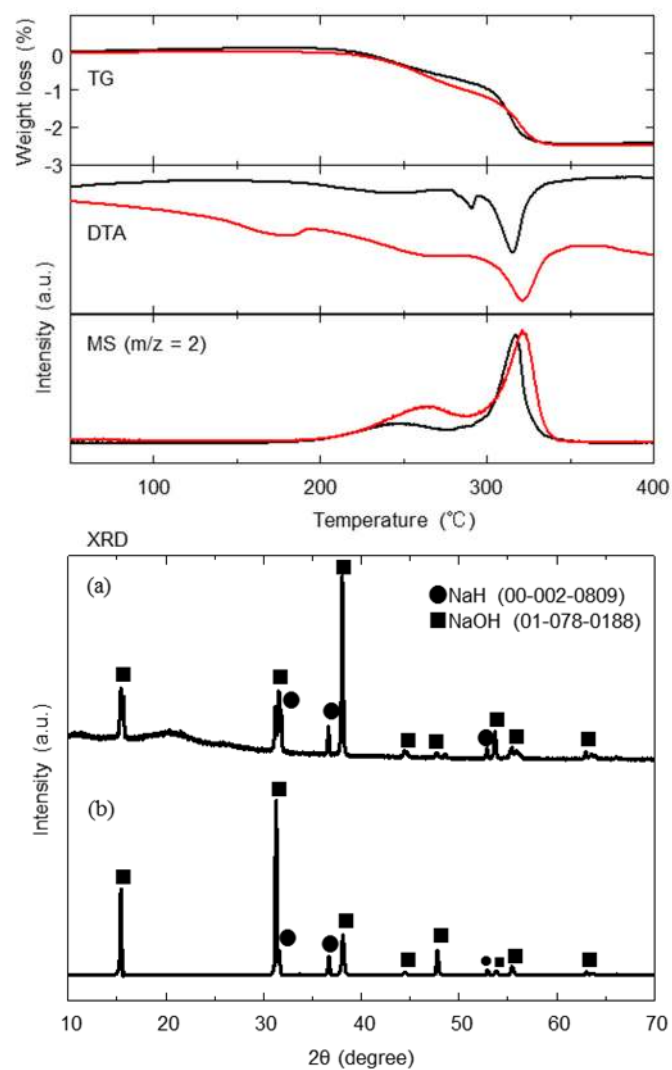 Weight loss (%)
0
-1
-2
-3
TG
DTA
Intensity (a.u.)
MS (m/z = 2)
100
200
300
400
Temperature (℃)
XRD
(a)
●NaH (00-002-0809)
■NaOH (01-078-0188)
Intensity (a.u.)
(b)
10
20
30
40
50
60
70
2θ (degree)